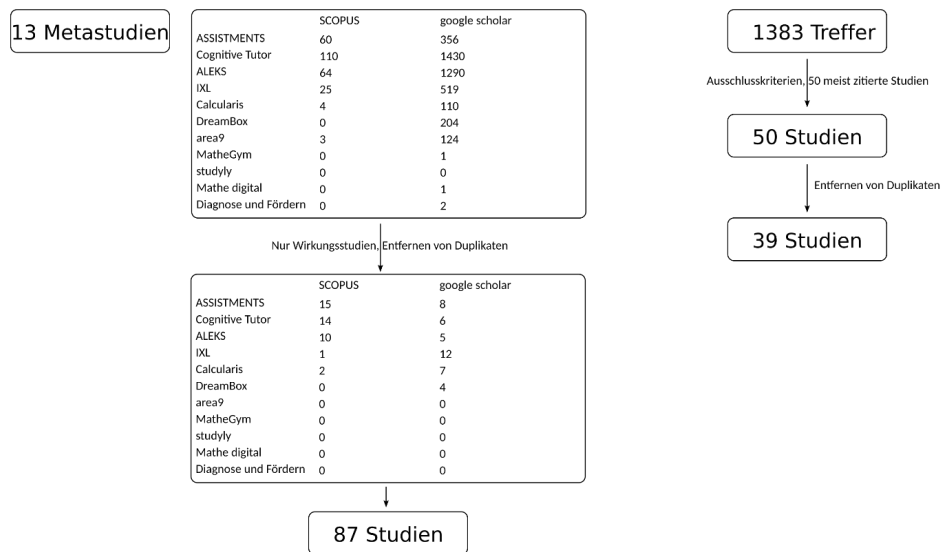 13 Metastudien
SCOPUS google scholar
ASSISTMENTS 60 356
Cognitive Tutor 110 1430
ALEKS 64 1290
IXL 25 519
Calcularis 4 110
DreamBox 0 204
area9 3 124
MatheGym 0 1
studyly 0 0
Mathe digital 0 1
Diagnose und Fördern 0 2
Nur Wirkungsstudien, Entfernen von Duplikaten
SCOPUS google scholar
ASSISTMENTS 15 8
Cognitive Tutor 14 6
ALEKS 10 5
IXL 1 12
Calcularis 2 7
DreamBox 0 4
area9 0 0
MatheGym 0 0
studyly 0 0
Mathe digital 0 0
Diagnose und Fördern 0 0
87 Studien
1383 Treffer
Ausschlusskriterien, 50 meist zitierte Studien
50 Studien
Entfernen von Duplikaten
39 Studien